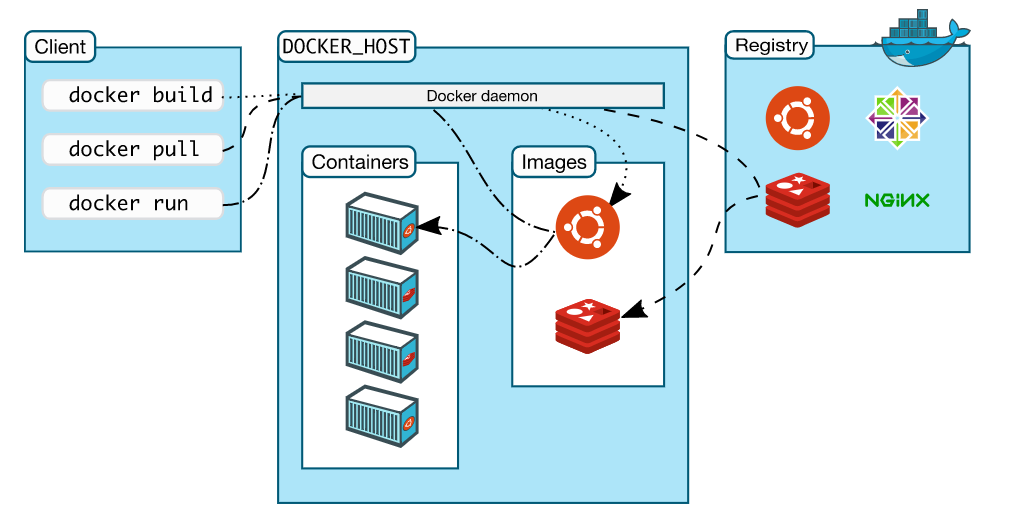 Client
docker build
docker pull
docker run
DOCKER_HOST
Docker daemon
Containers
Images
Registry
NGINX